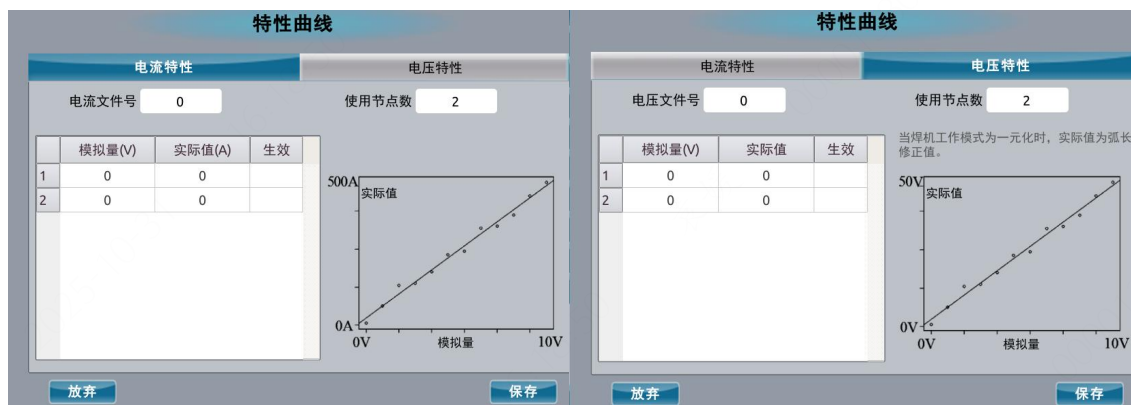 特性曲线
电流特性 电压特性
电流文件号 0 使用节点数 2
模拟量(V) 实际值(A) 生效
1 0 0
2 0 0
500A
实际值
0A
0V 模拟量 10V
放弃 保存
特性曲线
电流特性 电压特性
电压文件号 0 使用节点数 2
当焊机工作模式为一元化时，实际值为弧长
修正值。
模拟量(V) 实际值 生效
1 0 0
2 0 0
50V
实际值
0V
0V 模拟量 10V
放弃 保存